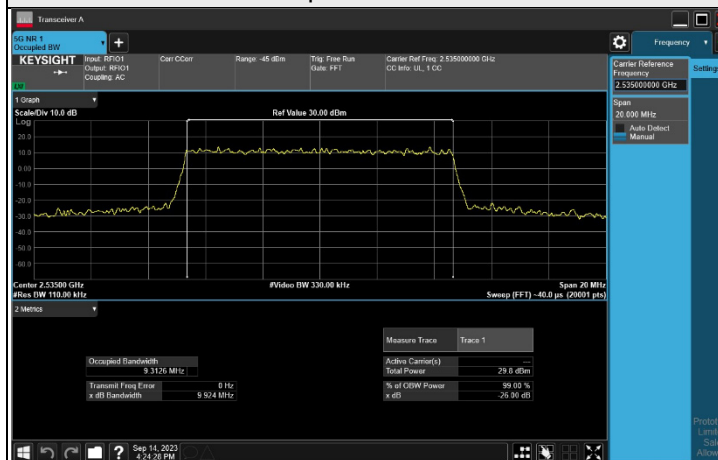 Transceiver A
5G NR 1
Occupied BW
Frequency
KEYSIGHT
Input: RFIO1
Output: RFIO1
Coupling: AC
Corr CCorr
Range: -45 dBm
Trig: Free Run
Gate: FFT
Carrier Ref Freq: 2.535000000 GHz
CC Info: UL, 1 CC
LW
Carrier Reference
Frequency
2.535000000 GHz
Settings
Span
20.000 MHz
Auto Detect
Manual
1 Graph
Scale/Div 10.0 dB
Ref Value 30.00 dBm
Log
20.0
10.0
0.00
-10.0
-20.0
-30.0
-40.0
-50.0
-60.0
Center 2.53500 GHz
#Video BW 330.00 kHz
Span 20 MHz
#Res BW 110.00 kHz
Sweep (FFT) ~40.0 µs (20001 pts)
2 Metrics
Measure Trace
Trace 1
Occupied Bandwidth
9.3126 MHz
Active Carrier(s)
---
Total Power
29.8 dBm
Transmit Freq Error
0 Hz
% of OBW Power
99.00 %
x dB Bandwidth
9.924 MHz
x dB
-26.00 dB
?
Sep 14, 2023
4:24:26 PM